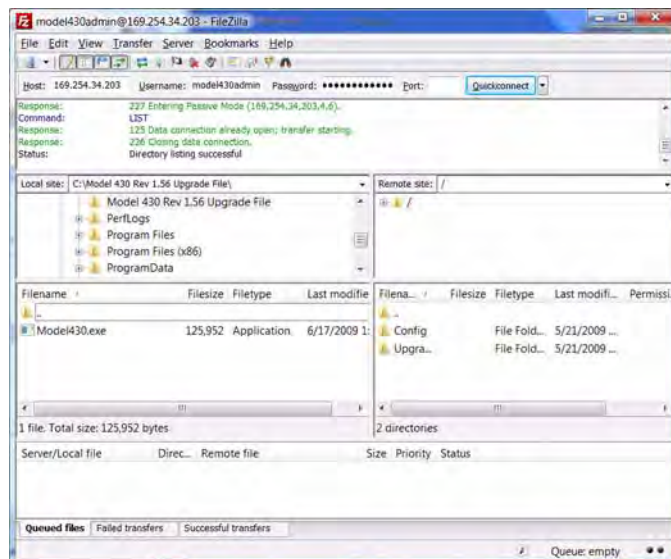 model430admin@169.254.34.203 - FileZilla
File Edit View Transfer Server Bookmarks Help
Host: 169.254.34.203 Username: model430admin Password: •••••••••••• Port: Quickconnect
Response: 227 Entering Passive Mode (169,254,34,203,4,6).
Command: LIST
Response: 125 Data connection already open; transfer starting.
Response: 226 Closing data connection.
Status: Directory listing successful
Local site: C:\Model 430 Rev 1.56 Upgrade File\
Remote site: /
Model 430 Rev 1.56 Upgrade File
PerfLogs
Program Files
Program Files (x86)
ProgramData
/
Filename Filesize Filetype Last modifie
..
Model430.exe 125,952 Application 6/17/2009 1:
1 file. Total size: 125,952 bytes
Filena... Filesize Filetype Last modifi... Permissi
..
Config File Fold... 5/21/2009 ...
Upgra... File Fold... 5/21/2009 ...
2 directories
Server/Local file Direc... Remote file Size Priority Status
Queued files Failed transfers Successful transfers
Queue: empty